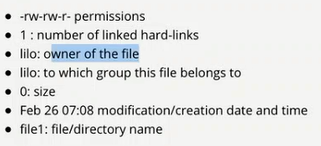 • -rw-rw-r- permissions
• 1 : number of linked hard-links
• lilo: owner of the file
• lilo: to which group this file belongs to
• 0: size
• Feb 26 07:08 modification/creation date and time
• file1: file/directory name